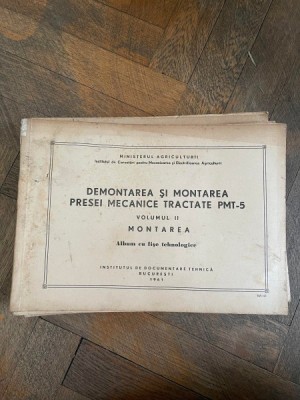 MINISTERUL AGRICULTURII
Institutul de Cercetări pentru Mecanizarea și Electrificarea Agriculturii
DEMONTAREA ȘI MONTAREA
PRESEI MECANICE TRACTATE PMT-5
VOLUMUL II
MONTAREA
Album cu fișe tehnologice
INSTITUTUL DE DOCUMENTARE TEHNICĂ
BUCUREȘTI
1961